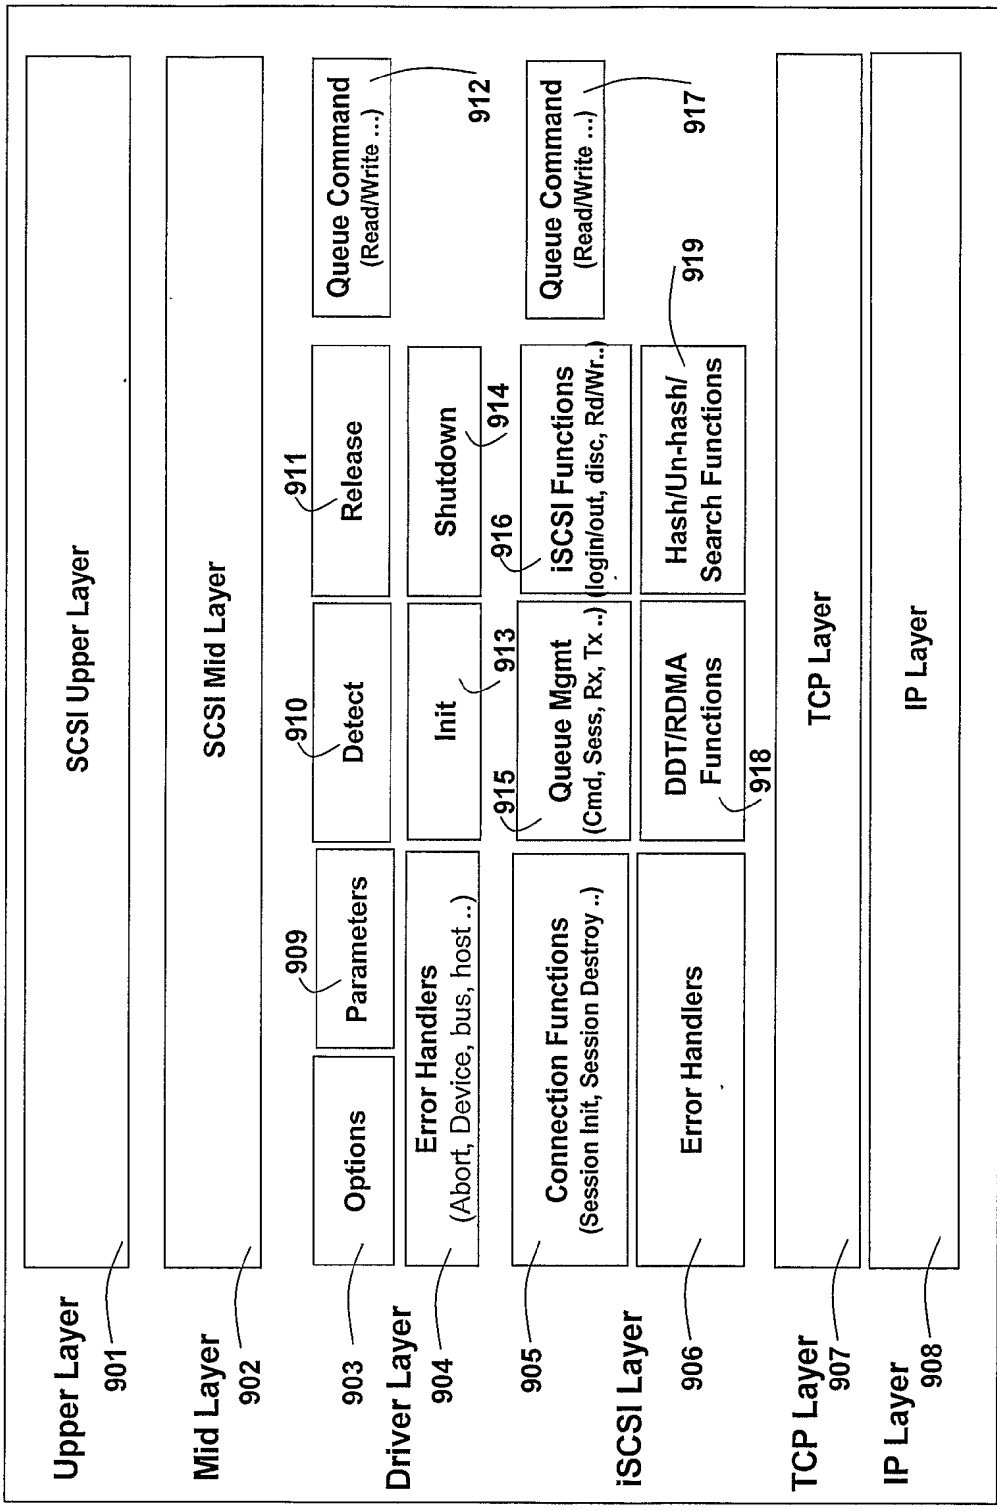 Upper Layer
901
SCSI Upper Layer
Mid Layer
902
SCSI Mid Layer
Driver Layer
903
Options
909
Parameters
910
Detect
911
Release
Queue Command
(Read/Write ...)
912
904
Error Handlers
(Abort, Device, bus, host ..)
Init
913
Shutdown
914
iSCSI Layer
905
Connection Functions
(Session Init, Session Destroy ..)
915
Queue Mgmt
(Cmd, Sess, Rx, Tx ..)
916
iSCSI Functions
(login/out, disc, Rd/Wr..)
Queue Command
(Read/Write ...)
917
906
Error Handlers
DDT/RDMA
Functions
918
Hash/Un-hash/
Search Functions
919
TCP Layer
907
TCP Layer
IP Layer
908
IP Layer